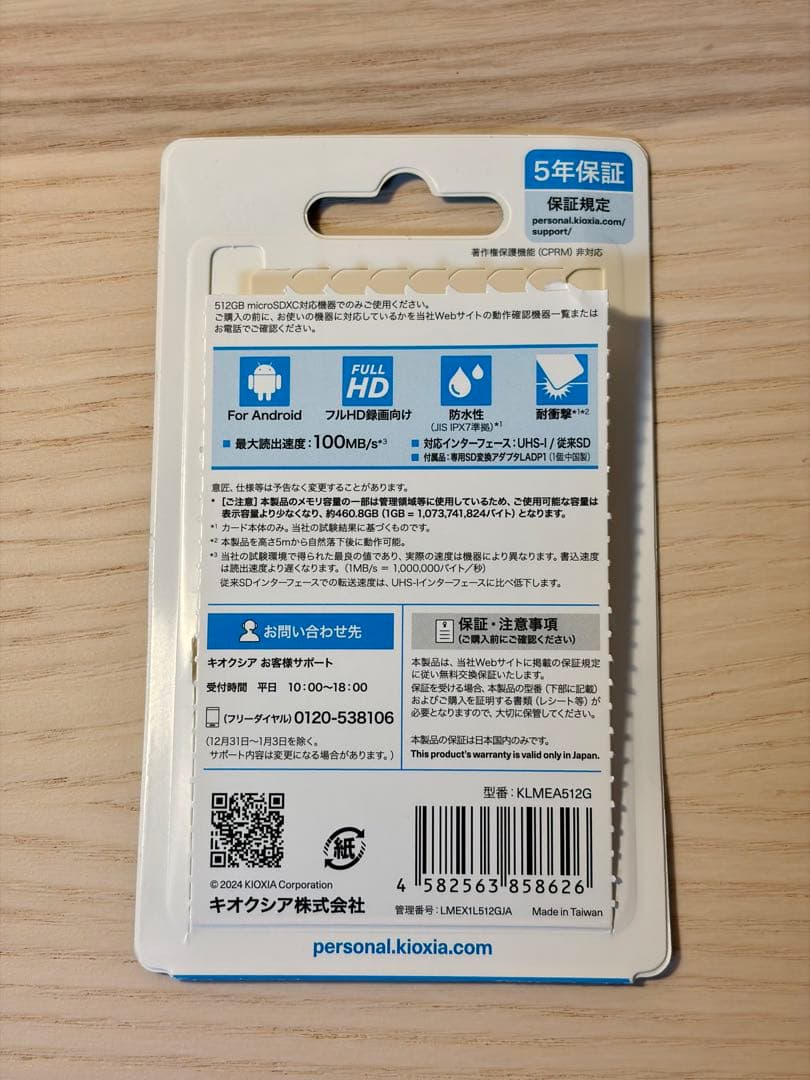 5年保証
保証規定
personal.kioxia.com/
support/
著作権保護機能（CPRM）非対応
512GB microSDXC対応機器でのみご使用ください。
ご購入の前に、お使いの機器に対応しているかを当社Webサイトの動作確認機器一覧または
お電話でご確認ください。
For Android
FULL
HD
フルHD録画向け
防水性
（JIS IPX7準拠）*1
耐衝撃*1*2
■ 最大読出速度：100MB/s*3
■ 対応インターフェース：UHS-I / 従来SD
■ 付属品：専用SD変換アダプタLADP1（1個:中国製）
意匠、仕様等は予告なく変更することがあります。
* ［ご注意］本製品のメモリ容量の一部は管理領域等に使用しているため、ご使用可能な容量は
表示容量より少なくなり、約460.8GB（1GB = 1,073,741,824バイト）となります。
*1 カード本体のみ。当社の試験結果に基づくものです。
*2 本製品を高さ5mから自然落下後に動作可能。
*3 当社の試験環境で得られた最良の値であり、実際の速度は機器により異なります。書込速度
は読出速度より遅くなります。（1MB/s = 1,000,000バイト／秒）
従来SDインターフェースでの転送速度は、UHS-Iインターフェースに比べ低下します。
お問い合わせ先
キオクシア お客様サポート
受付時間 平日 10：00〜18：00
（フリーダイヤル）0120-538106
（12月31日〜1月3日を除く。
サポート内容は変更になる場合があります。）
保証・注意事項
（ご購入前にご確認ください）
本製品は、当社Webサイトに掲載の保証規定
に従い無料交換保証いたします。
保証を受ける場合、本製品の型番（下部に記載）
およびご購入を証明する書類（レシート等）が
必要となりますので、大切に保管してください。
本製品の保証は日本国内のみです。
This product's warranty is valid only in Japan.
型番：KLMEA512G
紙
4 582563 858626
© 2024 KIOXIA Corporation
キオクシア株式会社
管理番号：LMEX1L512GJA Made in Taiwan
personal.kioxia.com